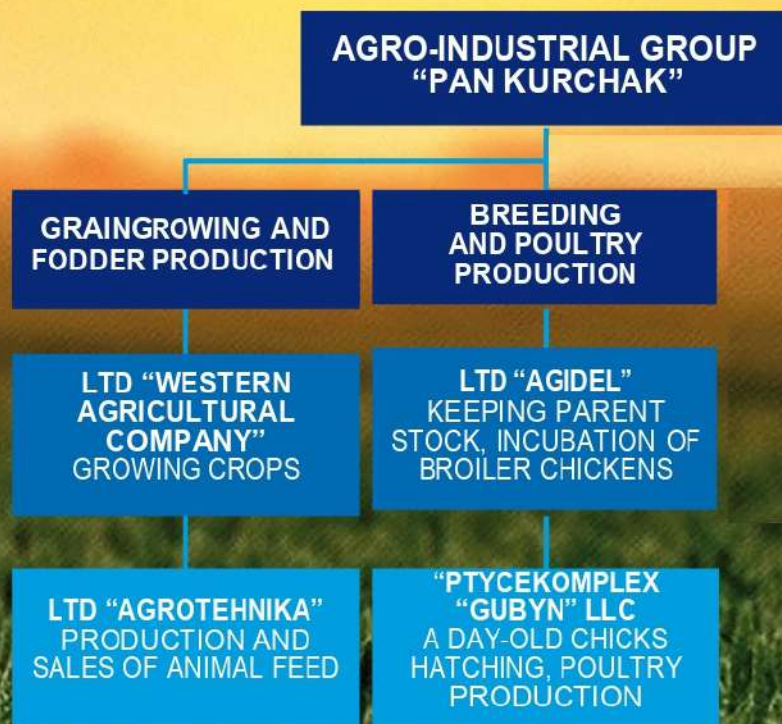 AGRO-INDUSTRIAL GROUP
“PAN KURCHAK”
GRAINGROWING AND
FODDER PRODUCTION
BREEDING
AND POULTRY
PRODUCTION
LTD “WESTERN
AGRICULTURAL
COMPANY”
GROWING CROPS
LTD “AGIDEL”
KEEPING PARENT
STOCK, INCUBATION OF
BROILER CHICKENS
LTD “AGROTEHNIKA”
PRODUCTION AND
SALES OF ANIMAL FEED
“PTYCEKOMPLEX
“GUBYN” LLC
A DAY-OLD CHICKS
HATCHING, POULTRY
PRODUCTION